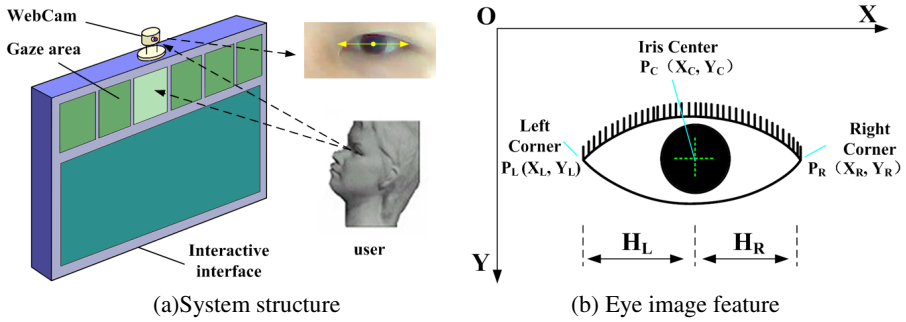 WebCam
Gaze area
Interactive
interface
user
(a)System structure
O
X
Iris Center
P_C（X_C, Y_C）
Left
Corner
P_L(X_L, Y_L)
Right
Corner
P_R（X_R, Y_R）
H_L
H_R
Y
(b) Eye image feature